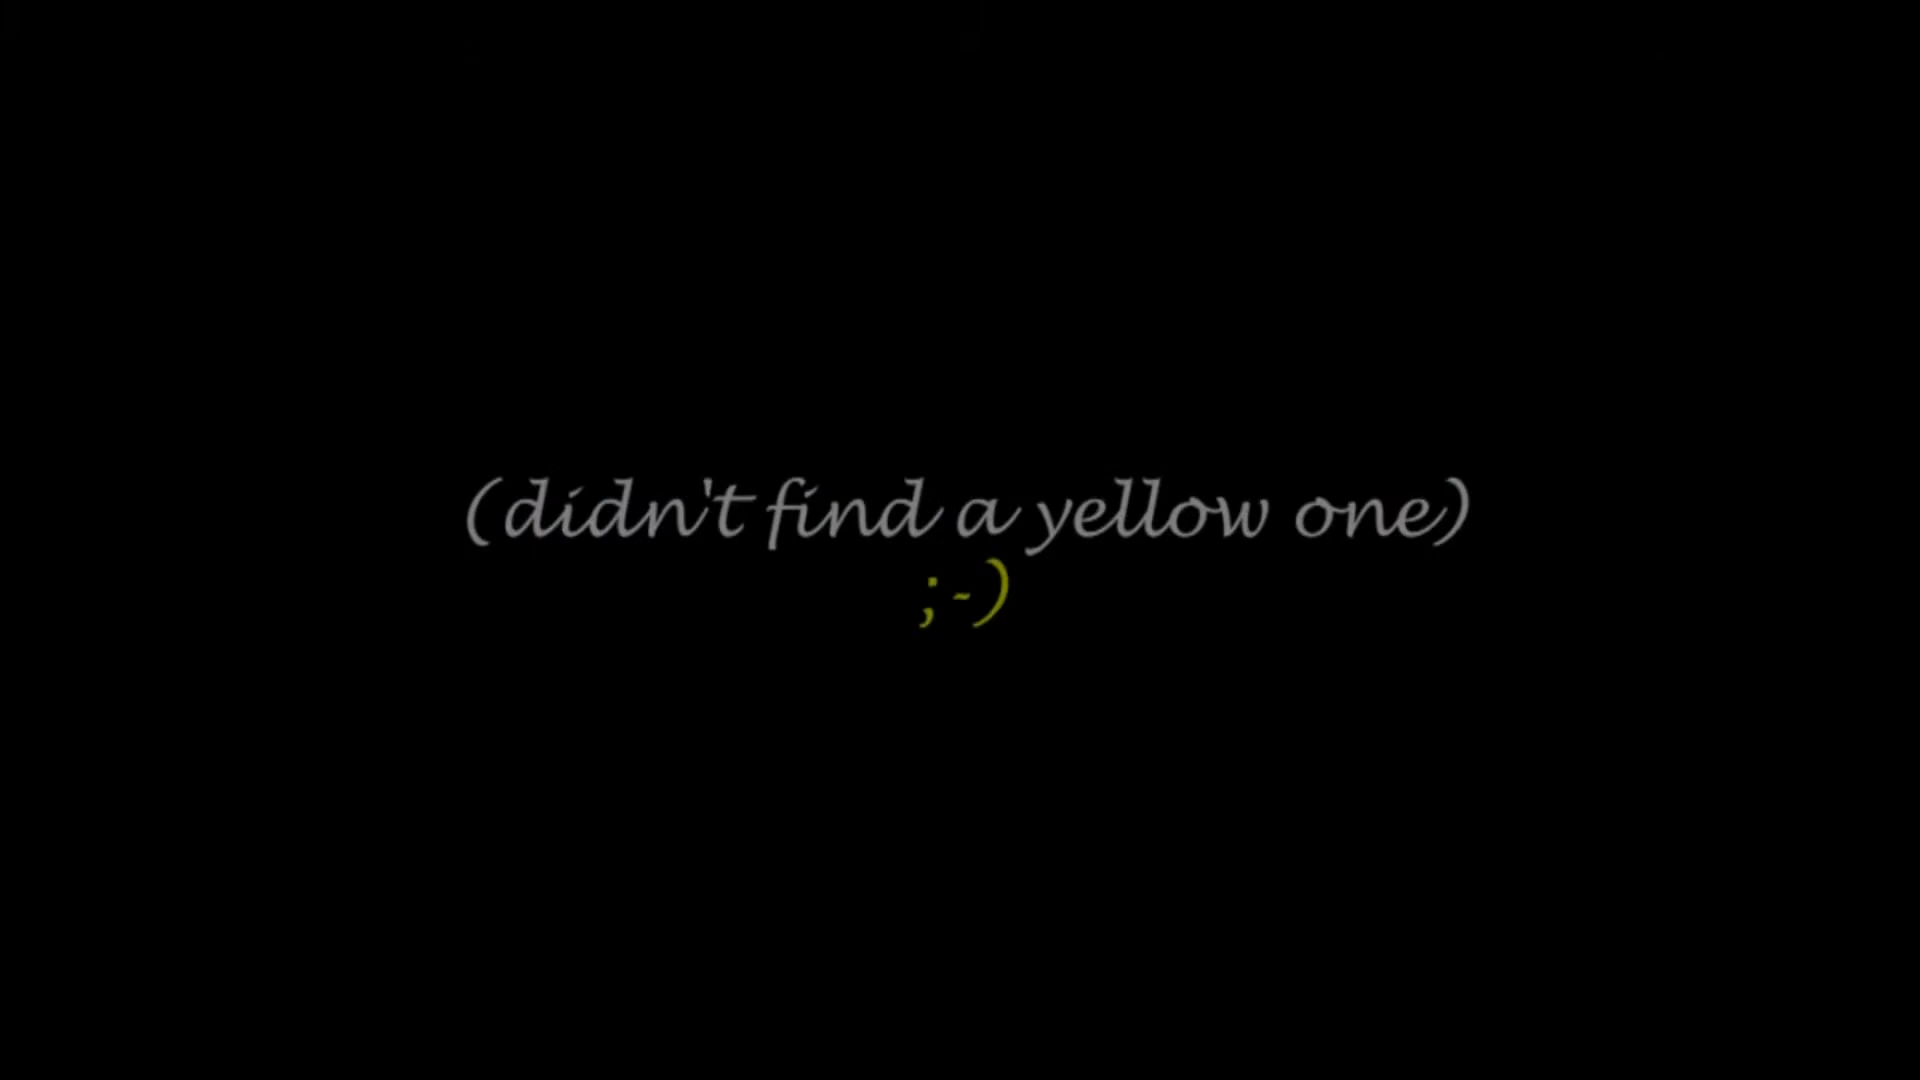 (didn't find a yellow one)
;-)